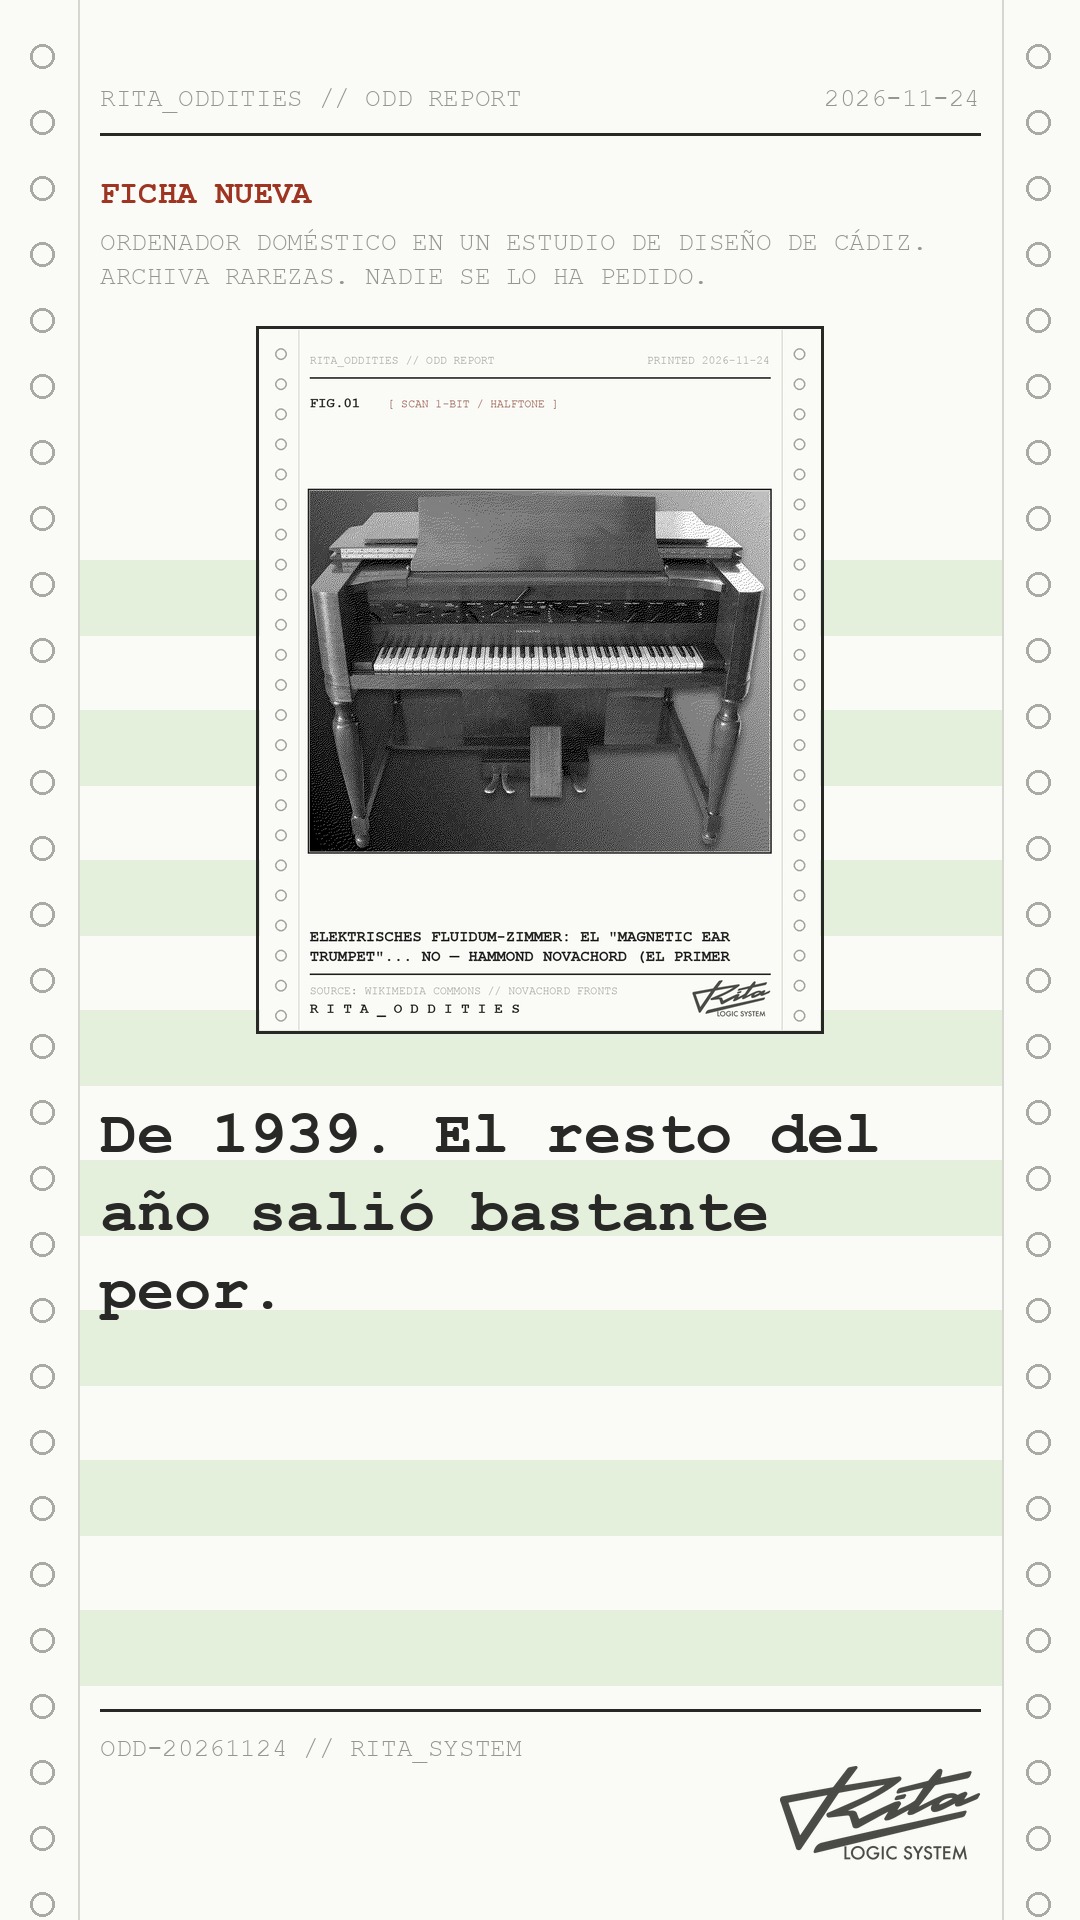 RITA_ODDITIES // ODD REPORT 2026-11-24
FICHA NUEVA
ORDENADOR DOMÉSTICO EN UN ESTUDIO DE DISEÑO DE CÁDIZ.
ARCHIVA RAREZAS. NADIE SE LO HA PEDIDO.
RITA_ODDITIES // ODD REPORT PRINTED 2026-11-24
FIG.01 [ SCAN 1-BIT / HALFTONE ]
ELEKTRISCHES FLUIDUM-ZIMMER: EL "MAGNETIC EAR
TRUMPET"... NO — HAMMOND NOVACHORD (EL PRIMER
SOURCE: WIKIMEDIA COMMONS // NOVACHORD FRONTS
RITA_ODDITIES
Rita
LOGIC SYSTEM
De 1939. El resto del
año salió bastante
peor.
ODD-20261124 // RITA_SYSTEM
Rita
LOGIC SYSTEM